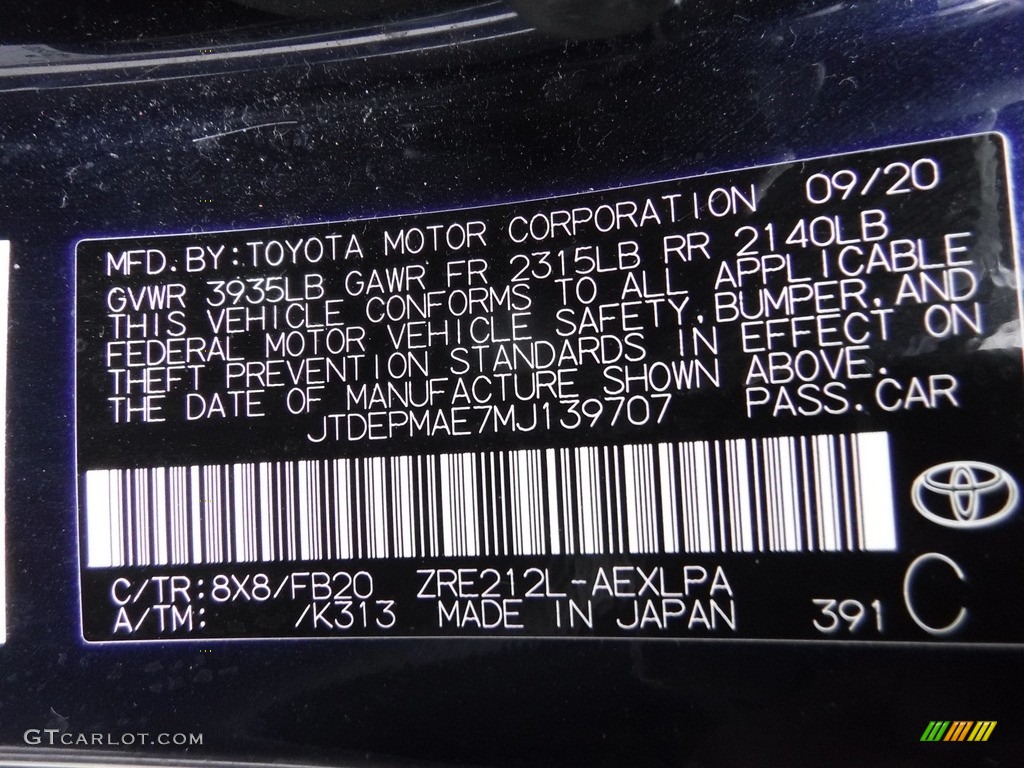 09/20
MFD. BY: TOYOTA MOTOR CORPORATION
GVWR 3935LB GAWR FR 2315LB RR 2140LB
THIS VEHICLE CONFORMS TO ALL APPLICABLE
FEDERAL MOTOR VEHICLE SAFETY, BUMPER, AND
THEFT PREVENTION STANDARDS IN EFFECT ON
THE DATE OF MANUFACTURE SHOWN ABOVE.
JTDEPMAE7MJ139707 PASS. CAR
C/TR: 8X8/FB20 ZRE212L-AEXLPA
A/TM: /K313 MADE IN JAPAN 391 C
GTCARLOT.COM